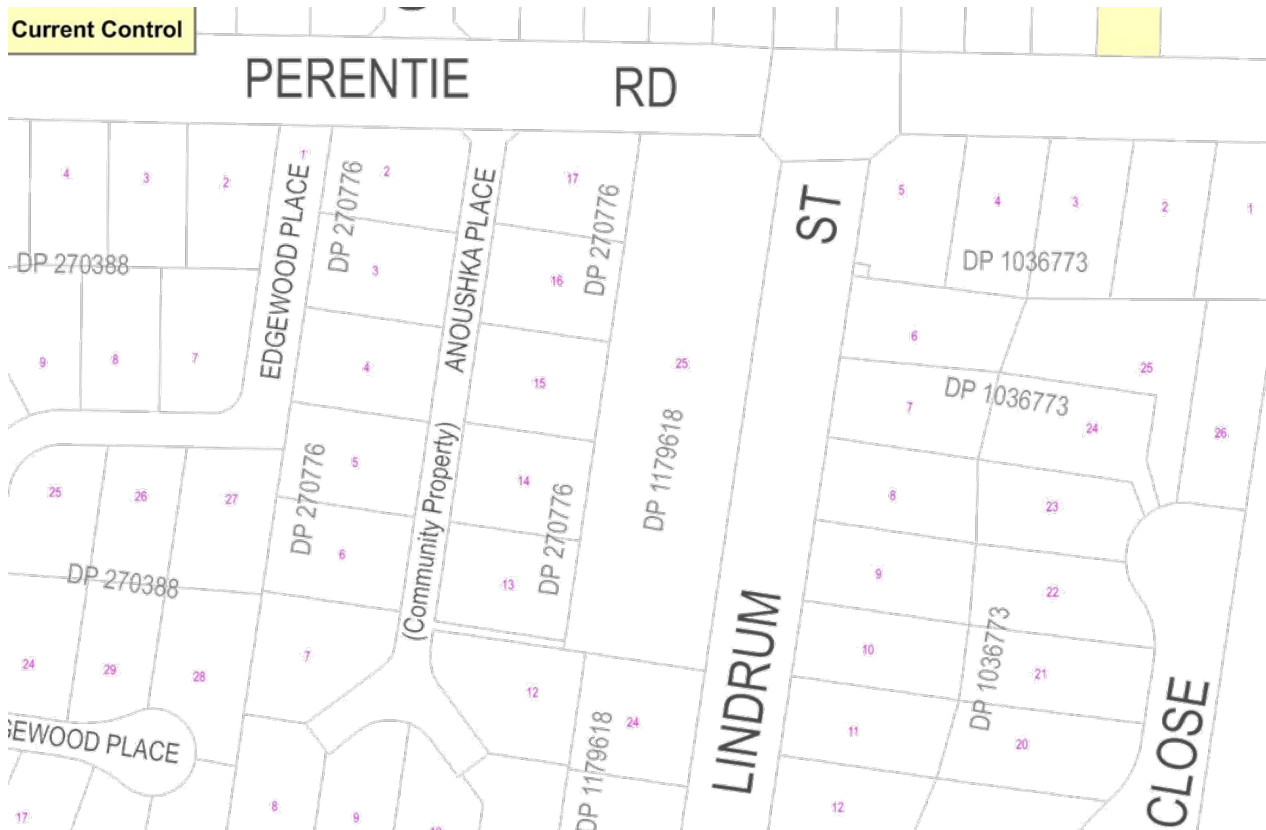 Current Control
PERENTIE RD
4
3
2
1
2
17
5
4
3
2
1
EDGEWOOD PLACE
DP 270776
ANOUSHKA PLACE
DP 270776
ST
DP 270388
3
16
DP 1036773
9
8
7
4
15
25
6
25
7
DP 1036773
24
26
(Community Property)
DP 1179618
25
26
27
5
14
8
23
DP 270776
DP 270776
6
13
9
22
DP 270388
LINDRUM
10
DP 1036773
21
24
29
28
7
12
24
11
20
GEWOOD PLACE
DP 1179618
CLOSE
17
8
9
12